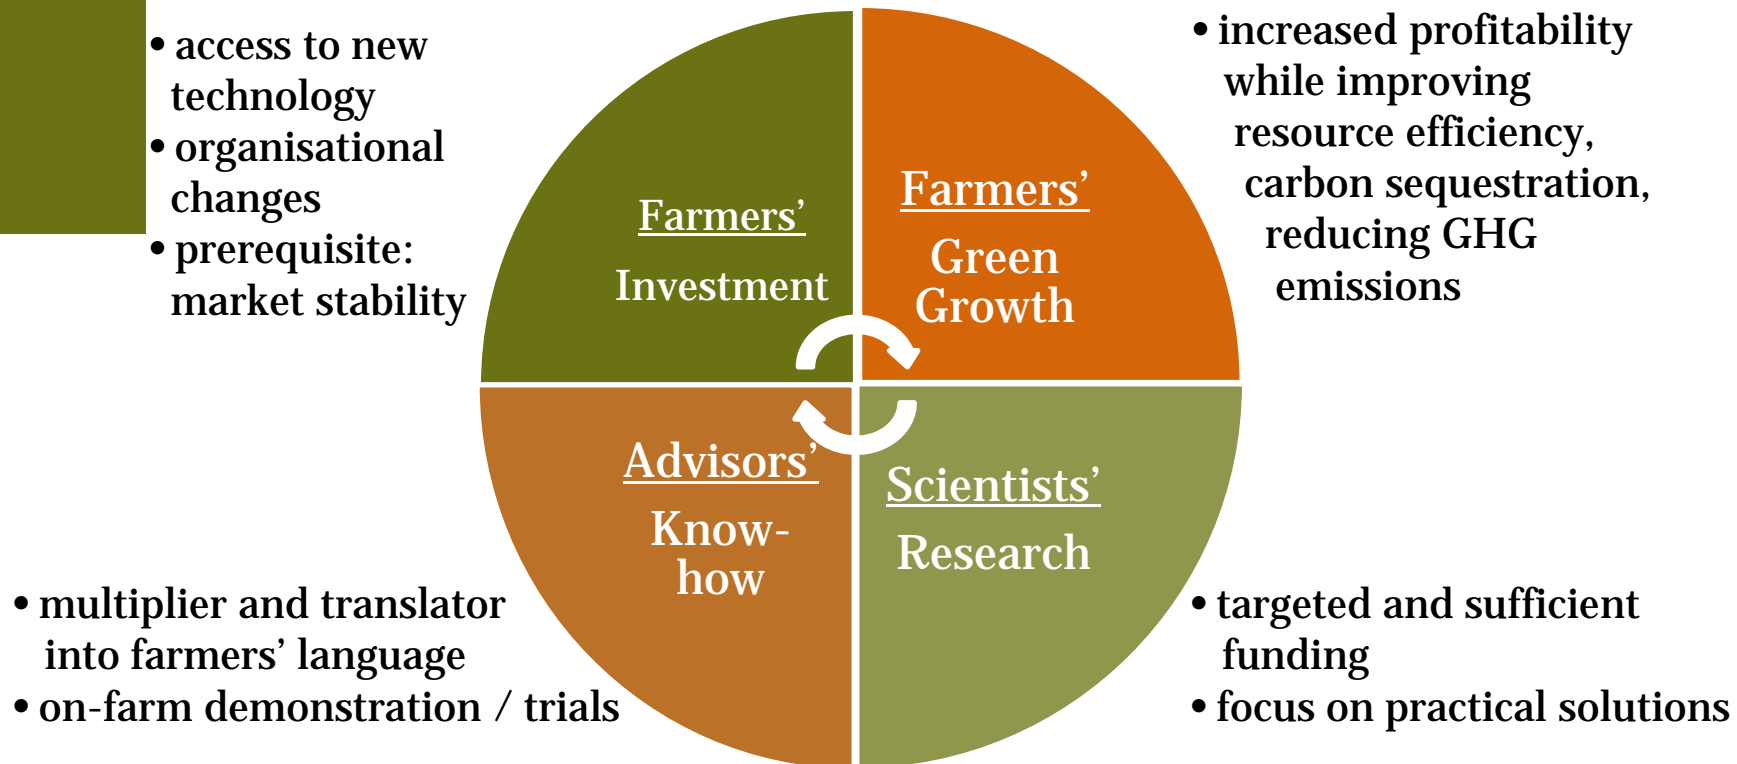 • access to new
technology
• organisational
changes
• prerequisite:
market stability
Farmers’
Investment
Farmers’
Green
Growth
• increased profitability
while improving
resource efficiency,
carbon sequestration,
reducing GHG
emissions
• multiplier and translator
into farmers’ language
• on-farm demonstration / trials
Advisors’
Know-
how
Scientists’
Research
• targeted and sufficient
funding
• focus on practical solutions